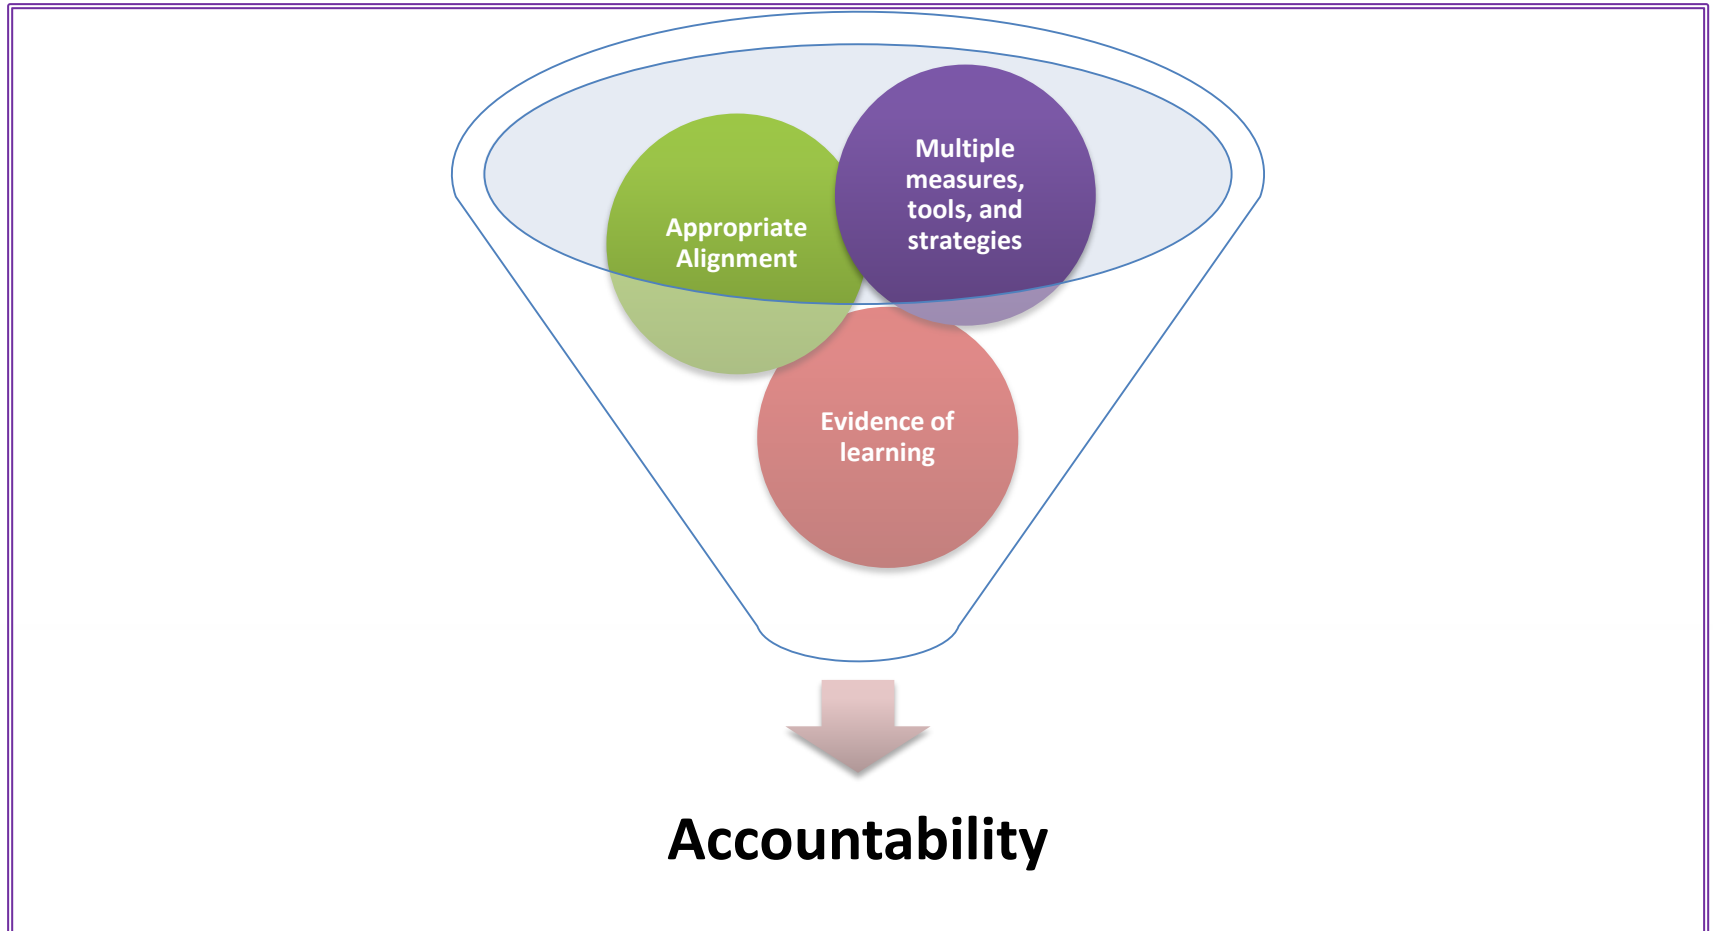 Multiple
measures,
tools, and
strategies
Appropriate
Alignment
Evidence of
learning
Accountability